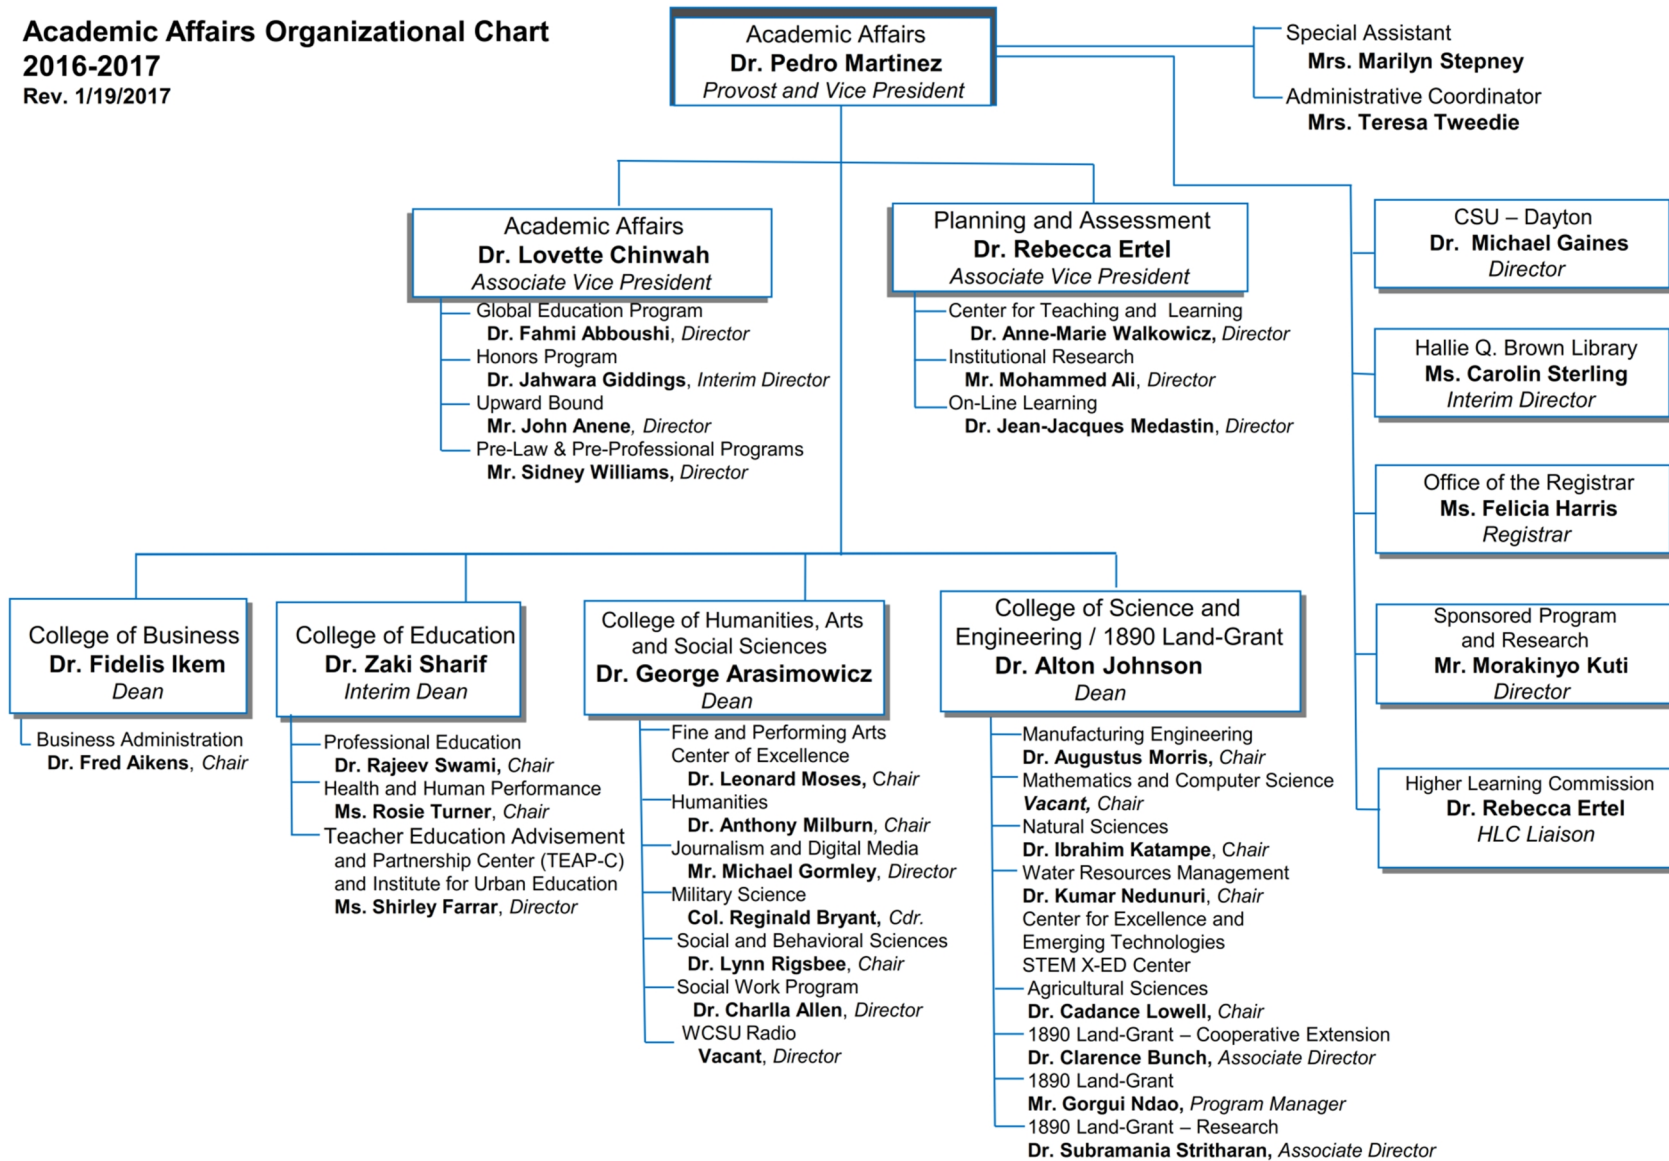 Academic Affairs Organizational Chart
2016-2017
Rev. 1/19/2017
Academic Affairs
Dr. Pedro Martinez
Provost and Vice President
Special Assistant
Mrs. Marilyn Stepney
Administrative Coordinator
Mrs. Teresa Tweedie
Academic Affairs
Dr. Lovette Chinwah
Associate Vice President
Global Education Program
Dr. Fahmi Abboushi, Director
Honors Program
Dr. Jahwara Giddings, Interim Director
Upward Bound
Mr. John Anene, Director
Pre-Law & Pre-Professional Programs
Mr. Sidney Williams, Director
Planning and Assessment
Dr. Rebecca Ertel
Associate Vice President
Center for Teaching and Learning
Dr. Anne-Marie Walkowicz, Director
Institutional Research
Mr. Mohammed Ali, Director
On-Line Learning
Dr. Jean-Jacques Medastin, Director
CSU – Dayton
Dr. Michael Gaines
Director
Hallie Q. Brown Library
Ms. Carolin Sterling
Interim Director
Office of the Registrar
Ms. Felicia Harris
Registrar
Sponsored Program
and Research
Mr. Morakinyo Kuti
Director
Higher Learning Commission
Dr. Rebecca Ertel
HLC Liaison
College of Business
Dr. Fidelis Ikem
Dean
Business Administration
Dr. Fred Aikens, Chair
College of Education
Dr. Zaki Sharif
Interim Dean
Professional Education
Dr. Rajeev Swami, Chair
Health and Human Performance
Ms. Rosie Turner, Chair
Teacher Education Advisement
and Partnership Center (TEAP-C)
and Institute for Urban Education
Ms. Shirley Farrar, Director
College of Humanities, Arts
and Social Sciences
Dr. George Arasimowicz
Dean
Fine and Performing Arts
Center of Excellence
Dr. Leonard Moses, Chair
Humanities
Dr. Anthony Milburn, Chair
Journalism and Digital Media
Mr. Michael Gormley, Director
Military Science
Col. Reginald Bryant, Cdr.
Social and Behavioral Sciences
Dr. Lynn Rigsbee, Chair
Social Work Program
Dr. Charlla Allen, Director
WCSU Radio
Vacant, Director
College of Science and
Engineering / 1890 Land-Grant
Dr. Alton Johnson
Dean
Manufacturing Engineering
Dr. Augustus Morris, Chair
Mathematics and Computer Science
Vacant, Chair
Natural Sciences
Dr. Ibrahim Katampe, Chair
Water Resources Management
Dr. Kumar Nedunuri, Chair
Center for Excellence and
Emerging Technologies
STEM X-ED Center
Agricultural Sciences
Dr. Cadance Lowell, Chair
1890 Land-Grant – Cooperative Extension
Dr. Clarence Bunch, Associate Director
1890 Land-Grant
Mr. Gorgui Ndao, Program Manager
1890 Land-Grant – Research
Dr. Subramania Stritharan, Associate Director